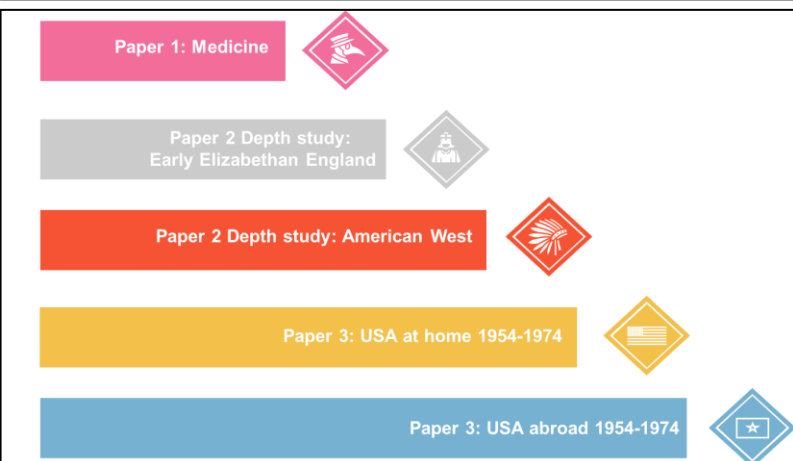 Paper 1: Medicine
Paper 2 Depth study:
Early Elizabethan England
Paper 2 Depth study: American West
Paper 3: USA at home 1954-1974
Paper 3: USA abroad 1954-1974